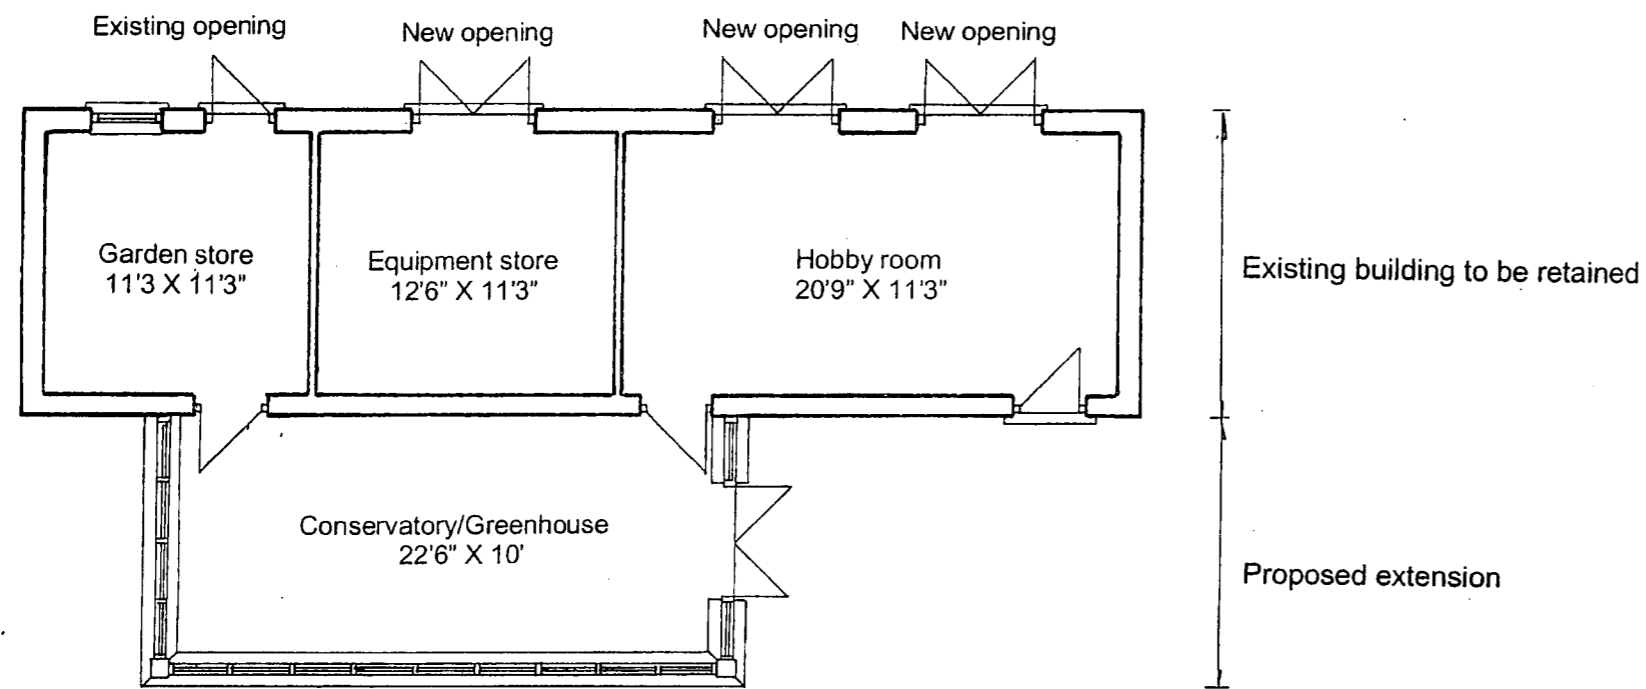 Existing opening
New opening
New opening
New opening
Garden store
11'3 X 11'3"
Equipment store
12'6" X 11'3"
Hobby room
20'9" X 11'3"
Existing building to be retained
Conservatory/Greenhouse
22'6" X 10'
Proposed extension